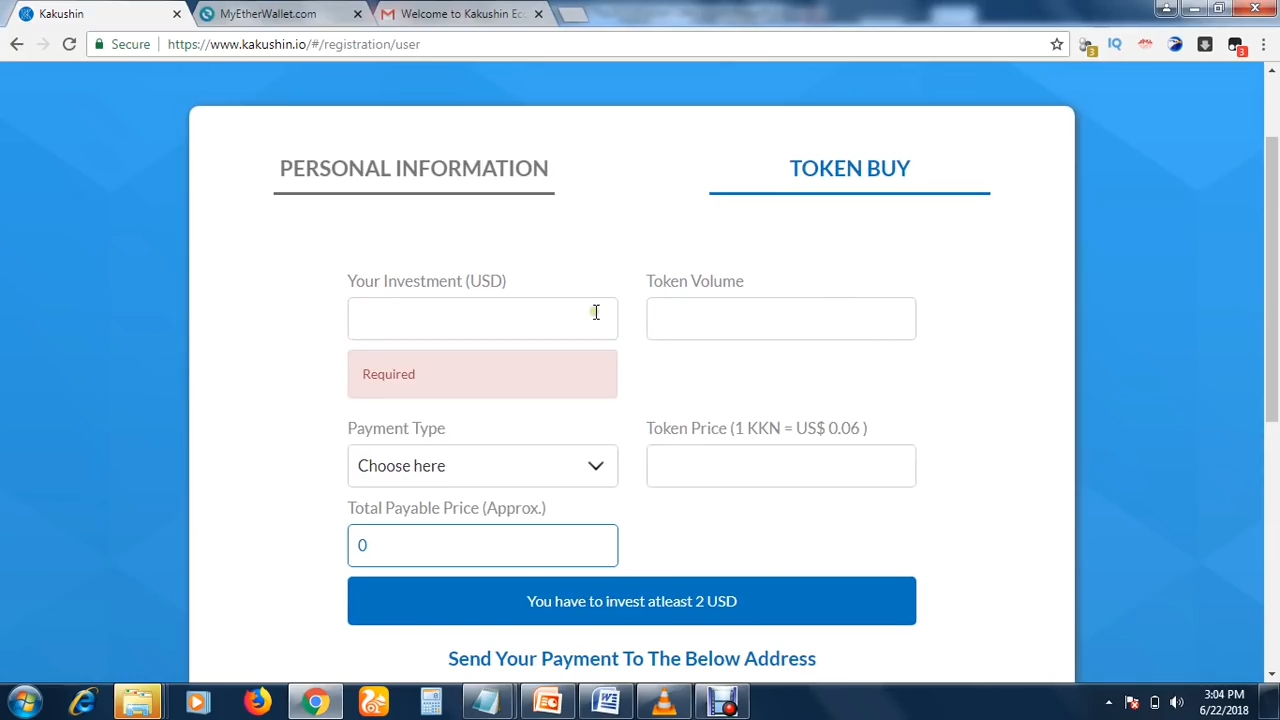 Kakushin
MyEtherWallet.com
Welcome to Kakushin Ec
Secure
https://www.kakushin.io/#/registration/user
3
3
PERSONAL INFORMATION
TOKEN BUY
Your Investment (USD)
Token Volume
Required
Payment Type
Token Price (1 KKN = US$ 0.06 )
Choose here
Total Payable Price (Approx.)
0
You have to invest atleast 2 USD
Send Your Payment To The Below Address
3:04 PM
6/22/2018